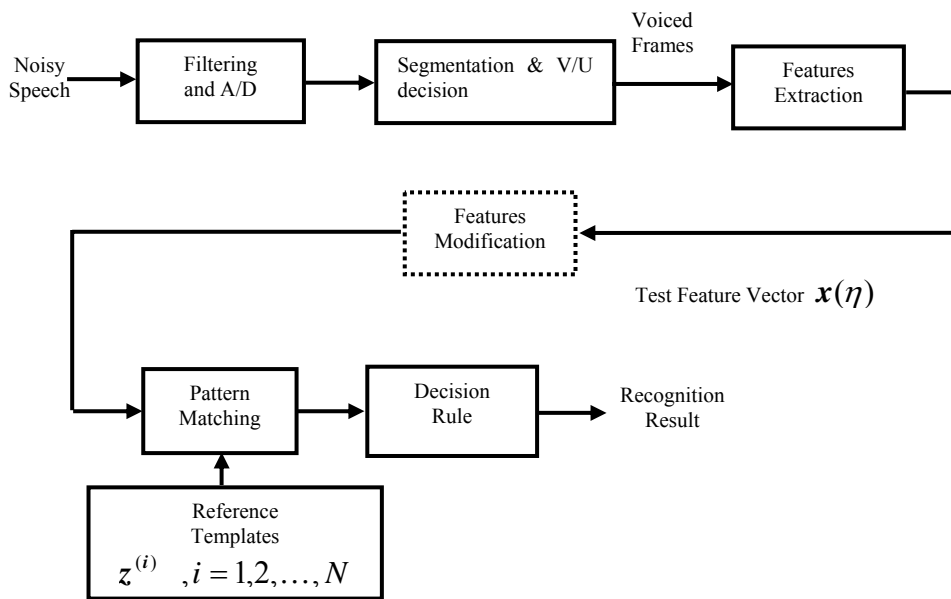 Noisy
Speech
Filtering
and A/D
Segmentation & V/U
decision
Voiced
Frames
Features
Extraction
Features
Modification
Test Feature Vector x(η)
Pattern
Matching
Decision
Rule
Recognition
Result
Reference
Templates
z⁽ⁱ⁾ , i = 1,2,…, N